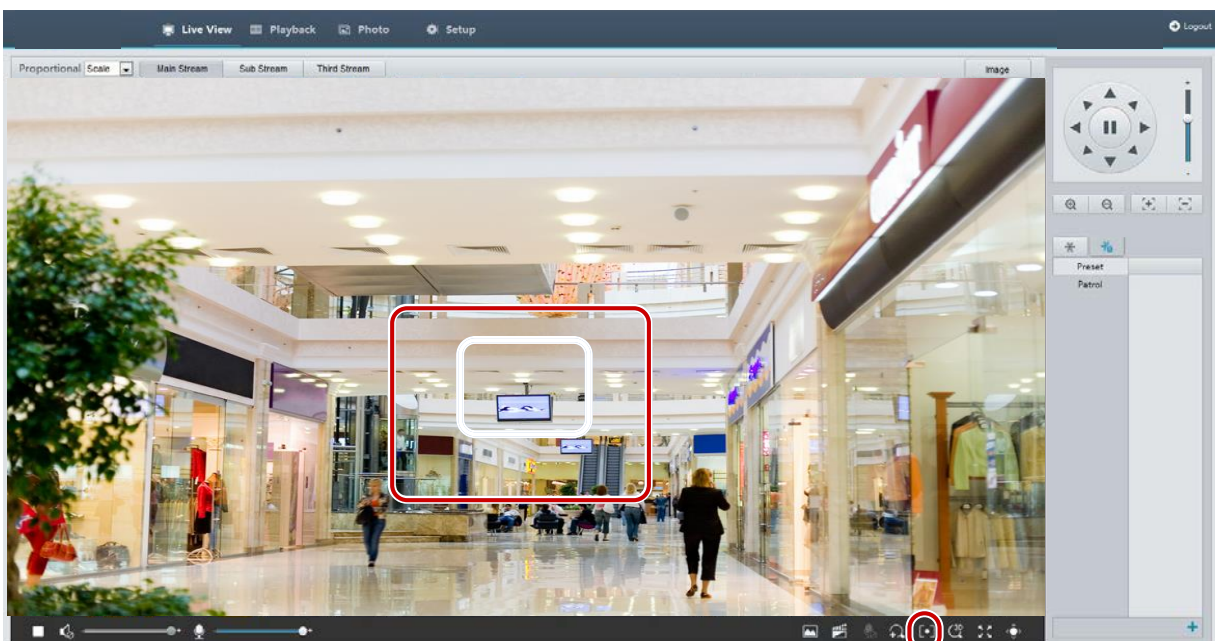 Live View Playback Photo Setup Logout
Proportional Scale Main Stream Sub Stream Third Stream Image
Preset
Patrol